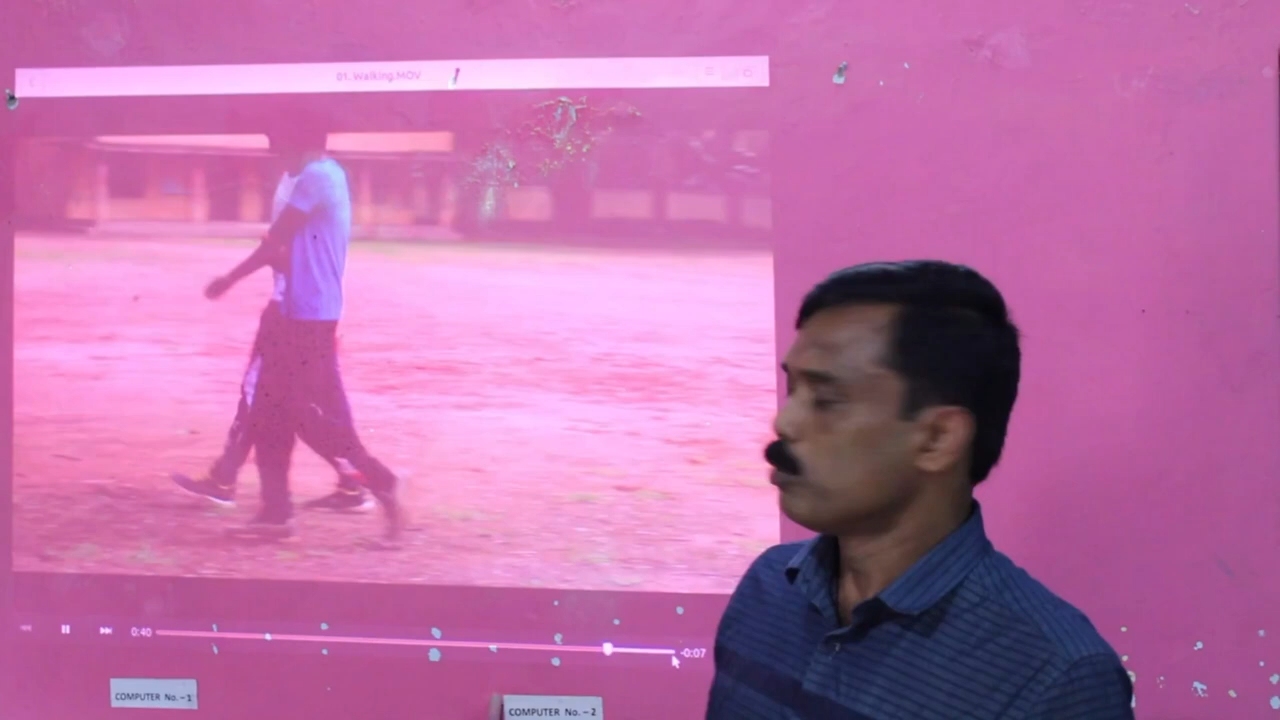 01. Walking.MOV
0:40
-0:07
COMPUTER No. - 1
COMPUTER No. - 2